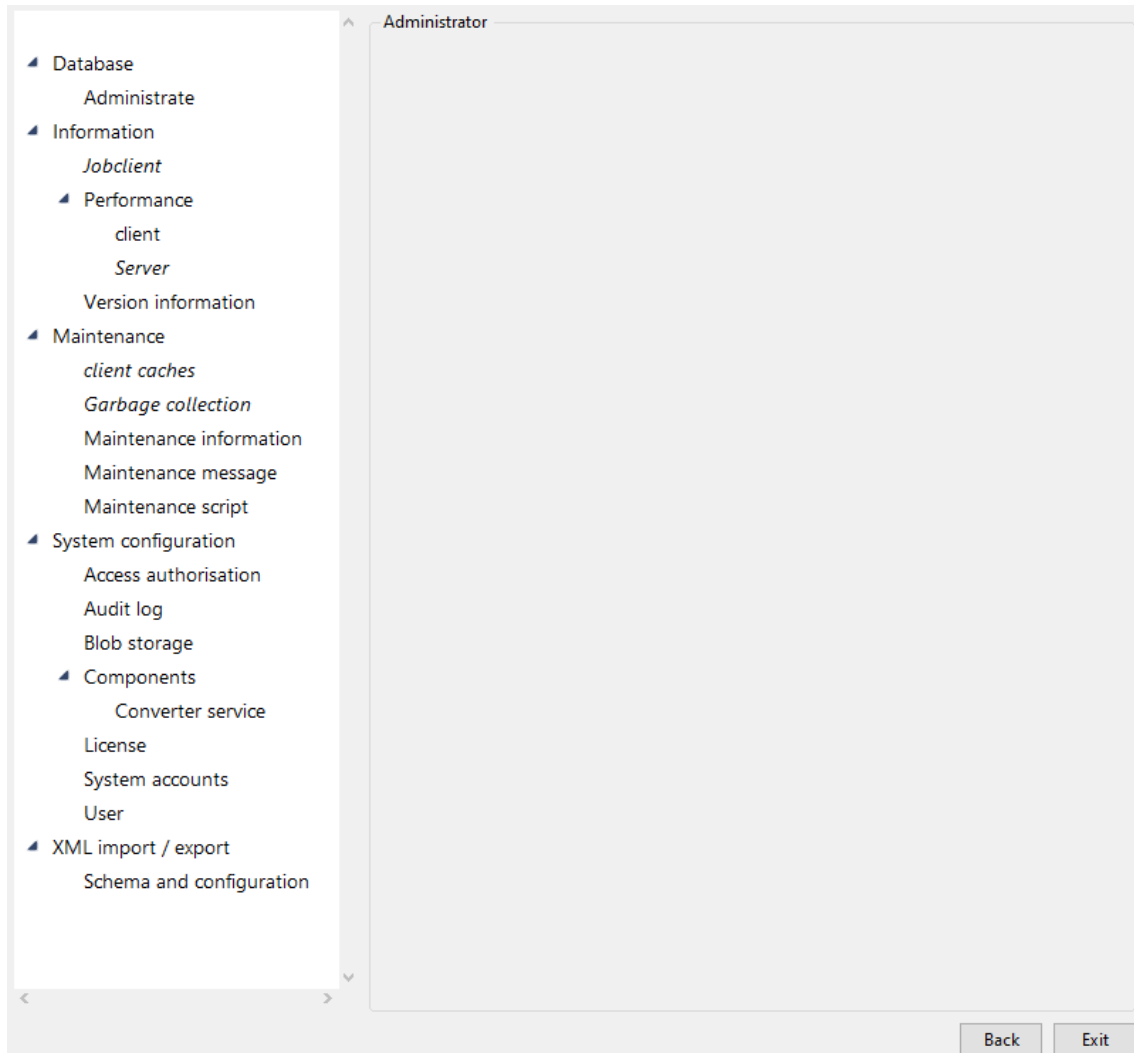 Administrator
Database
Administrate
Information
Jobclient
Performance
client
Server
Version information
Maintenance
client caches
Garbage collection
Maintenance information
Maintenance message
Maintenance script
System configuration
Access authorisation
Audit log
Blob storage
Components
Converter service
License
System accounts
User
XML import / export
Schema and configuration
Back Exit